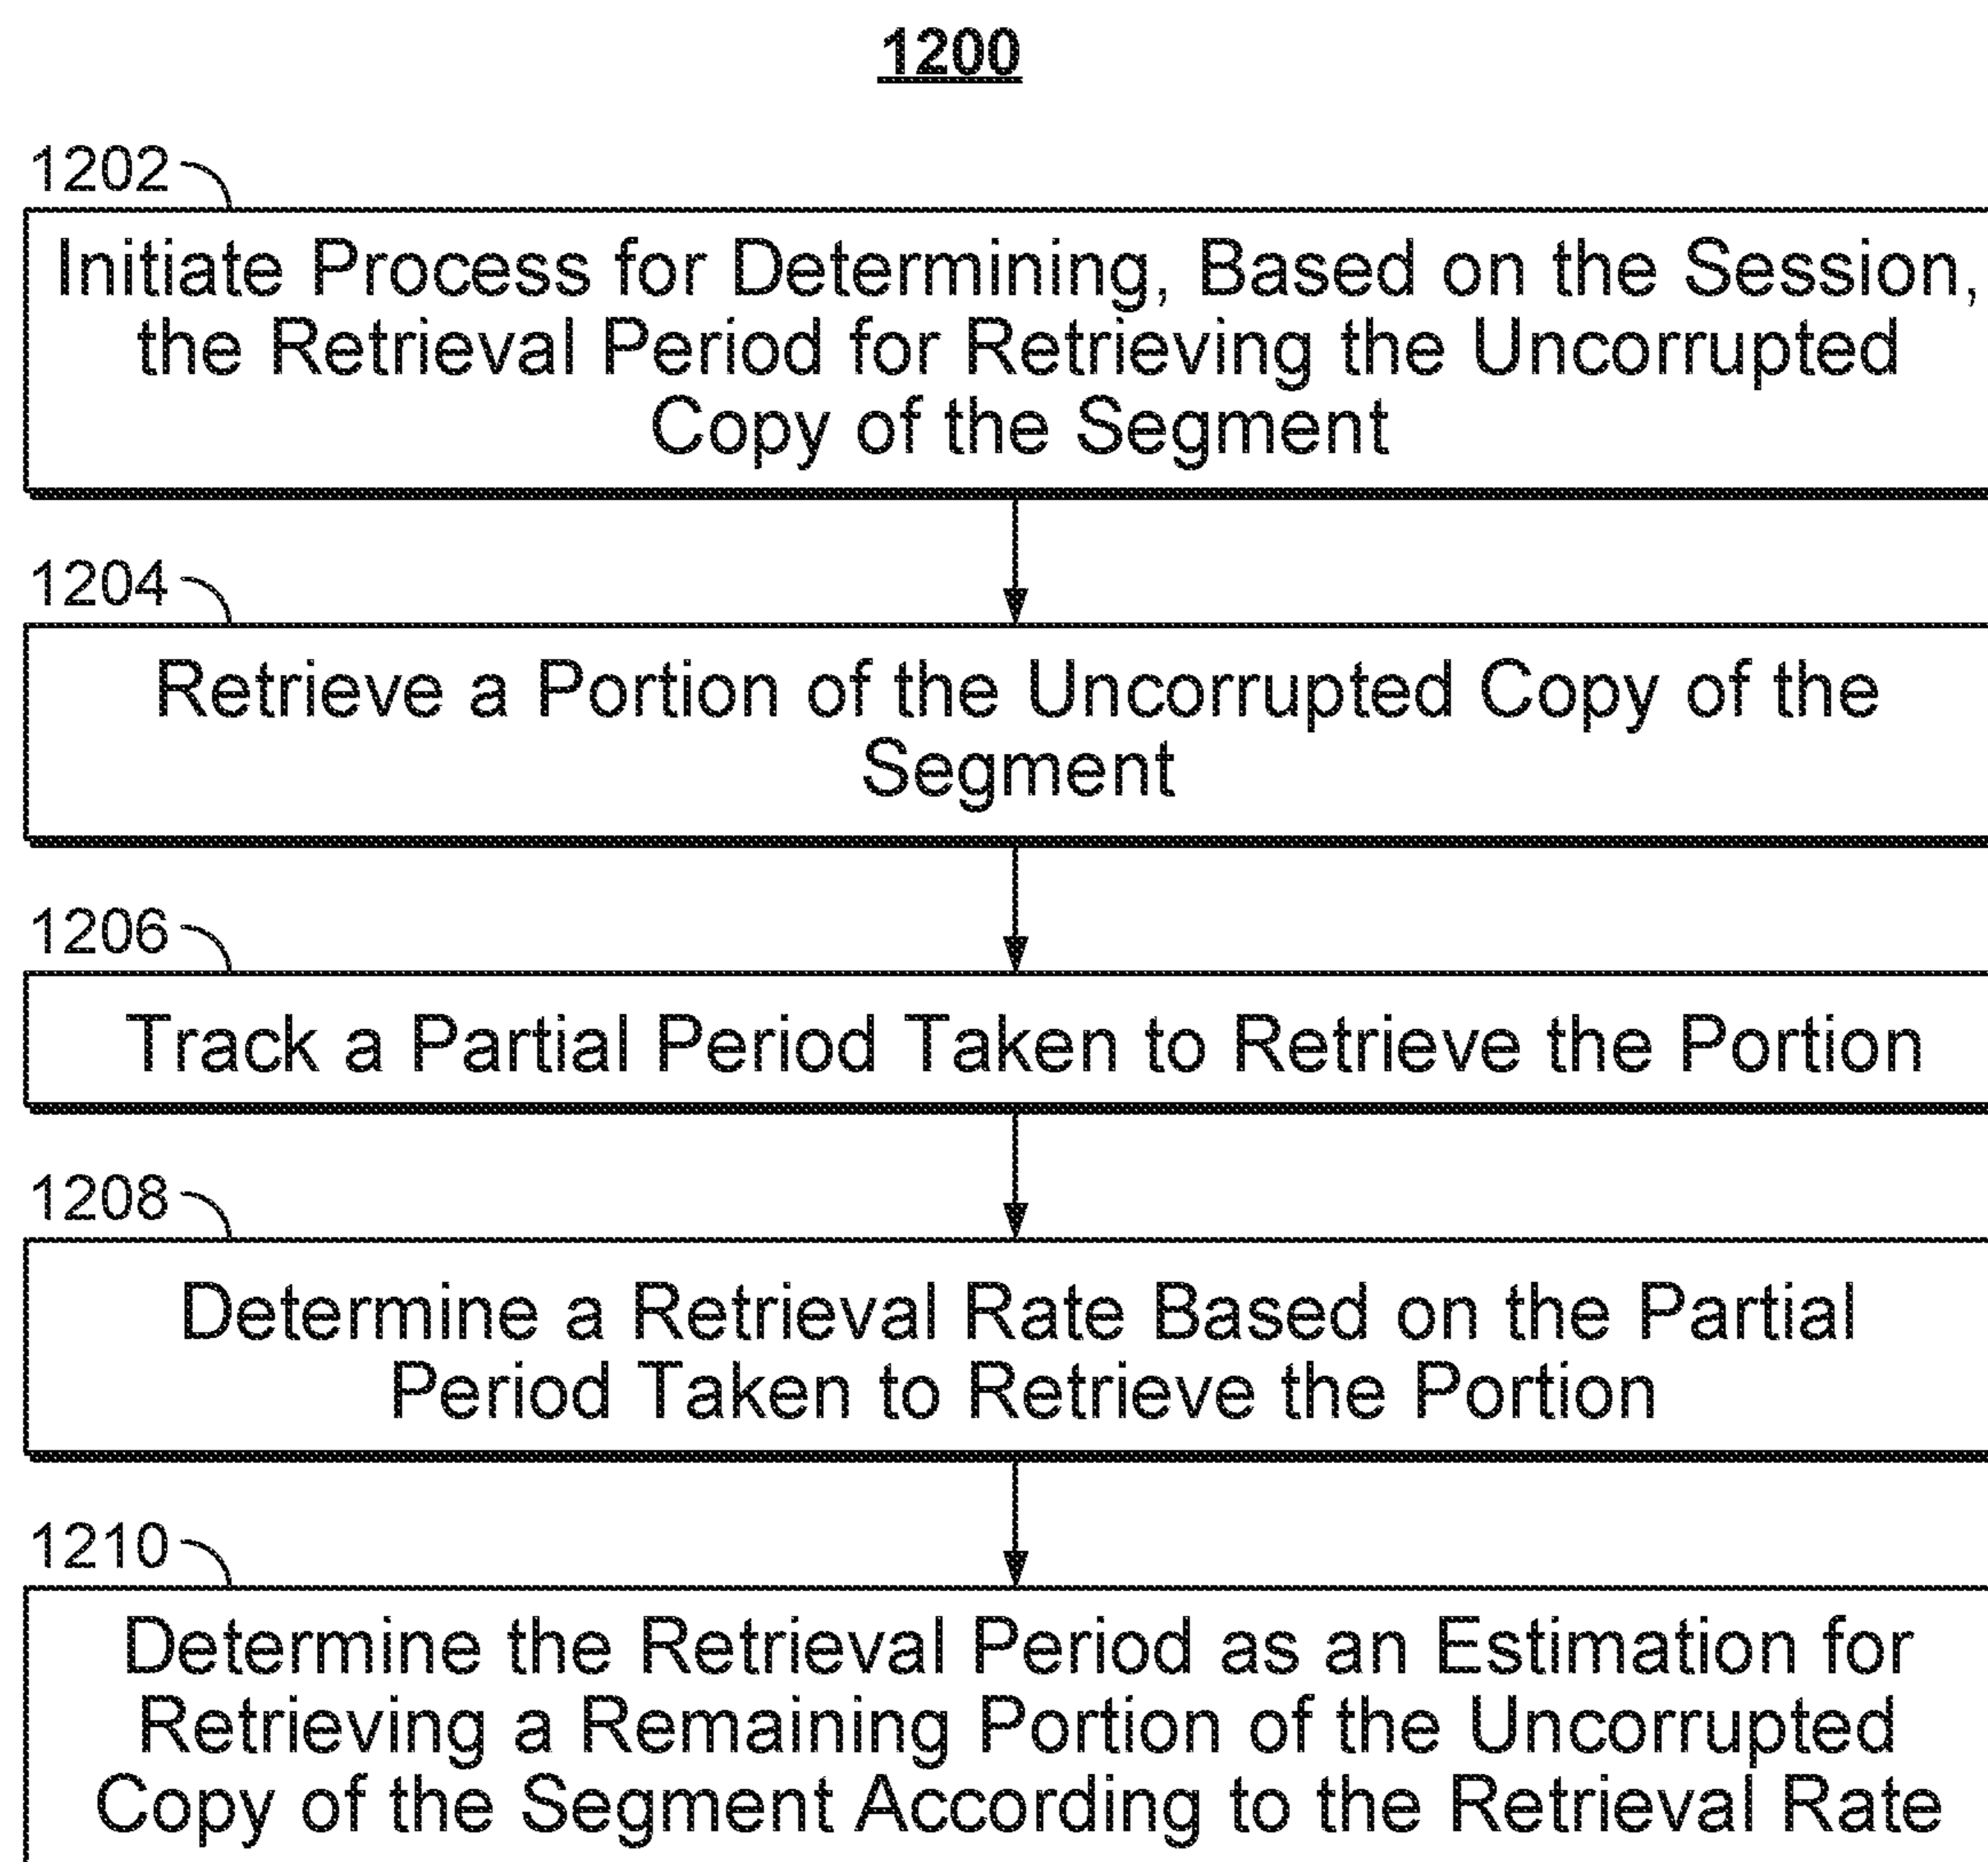 1200
1202
Initiate Process for Determining, Based on the Session,
the Retrieval Period for Retrieving the Uncorrupted
Copy of the Segment
1204
Retrieve a Portion of the Uncorrupted Copy of the
Segment
1206
Track a Partial Period Taken to Retrieve the Portion
1208
Determine a Retrieval Rate Based on the Partial
Period Taken to Retrieve the Portion
1210
Determine the Retrieval Period as an Estimation for
Retrieving a Remaining Portion of the Uncorrupted
Copy of the Segment According to the Retrieval Rate